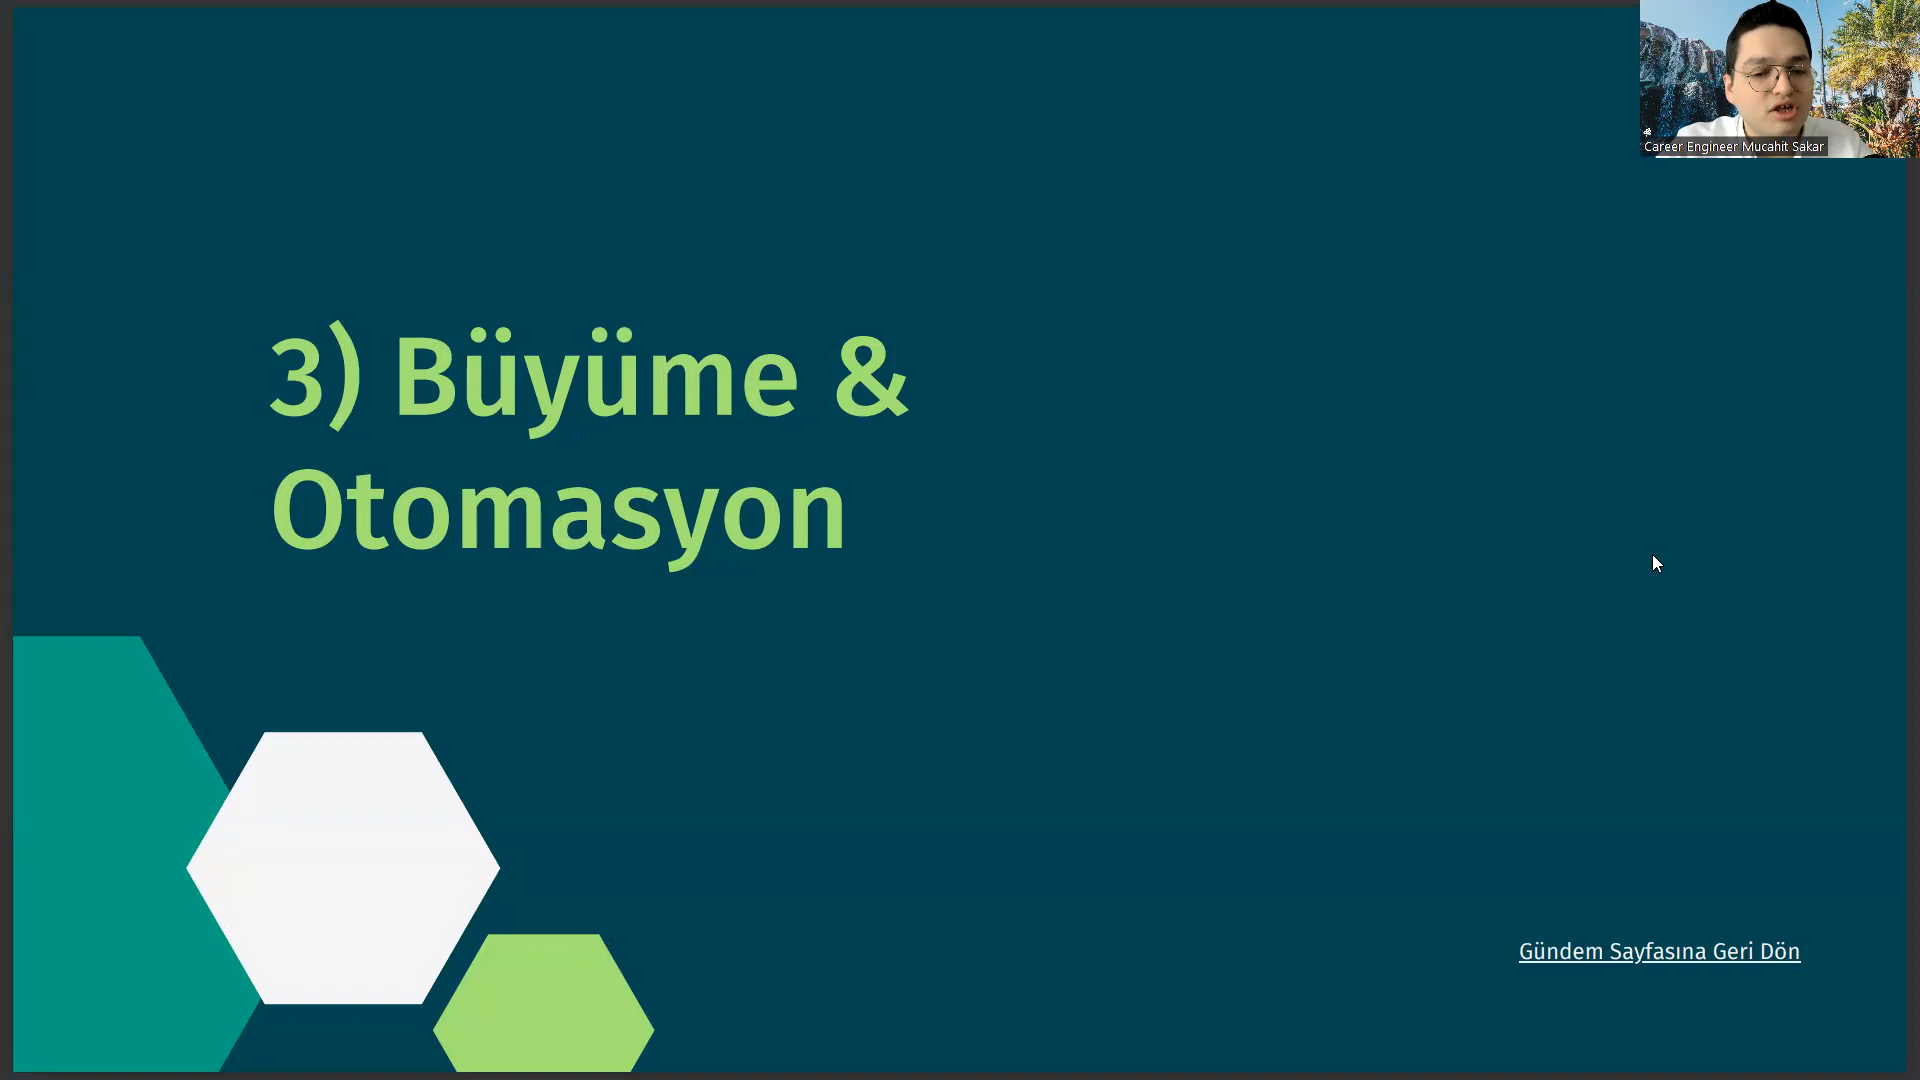 Career Engineer Mucahit Sakar
3) Büyüme &
Otomasyon
Gündem Sayfasına Geri Dön